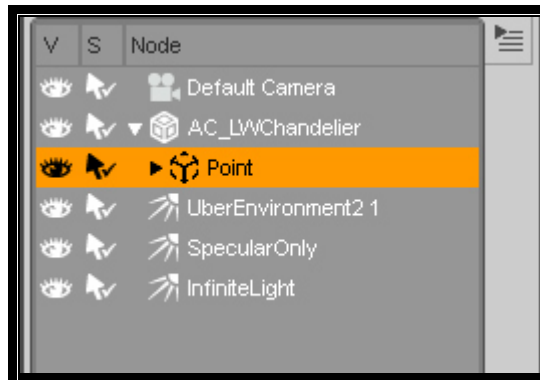 V S Node
Default Camera
AC_LWChandelier
Point
UberEnvironment2 1
SpecularOnly
InfiniteLight